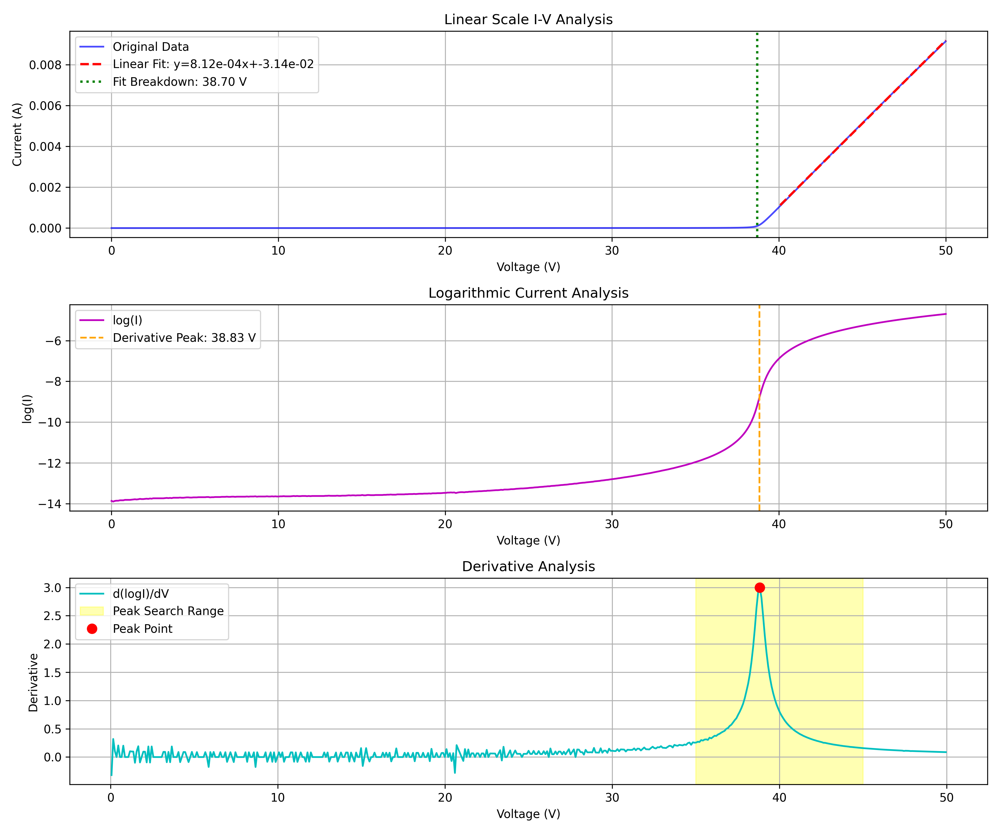 Linear Scale I-V Analysis
Original Data
Linear Fit: y=8.12e-04x+-3.14e-02
Fit Breakdown: 38.70 V
Current (A)
0.008
0.006
0.004
0.002
0.000
0 10 20 30 40 50
Voltage (V)
Logarithmic Current Analysis
log(I)
Derivative Peak: 38.83 V
log(I)
−6
−8
−10
−12
−14
0 10 20 30 40 50
Voltage (V)
Derivative Analysis
d(logI)/dV
Peak Search Range
Peak Point
Derivative
3.0
2.5
2.0
1.5
1.0
0.5
0.0
0 10 20 30 40 50
Voltage (V)